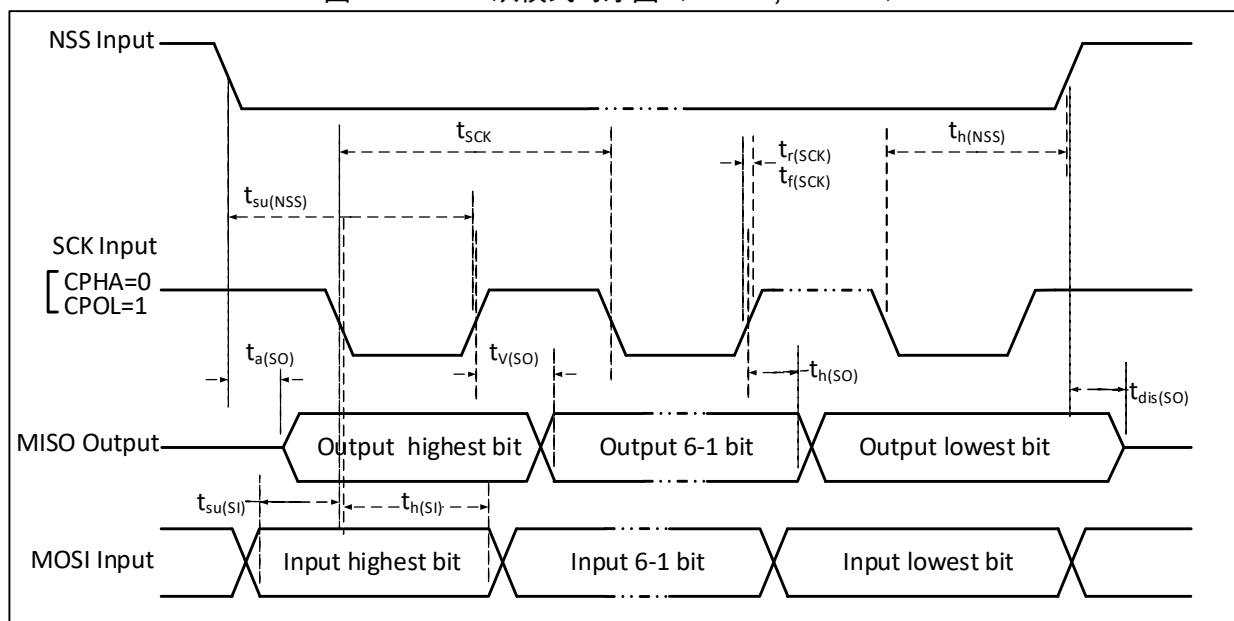 NSS Input
tSCK
th(NSS)
tr(SCK)
tf(SCK)
tsu(NSS)
SCK Input
CPHA=0
CPOL=1
ta(SO)
tV(SO)
th(SO)
tdis(SO)
MISO Output
Output highest bit
Output 6-1 bit
Output lowest bit
tsu(SI)
th(SI)
MOSI Input
Input highest bit
Input 6-1 bit
Input lowest bit